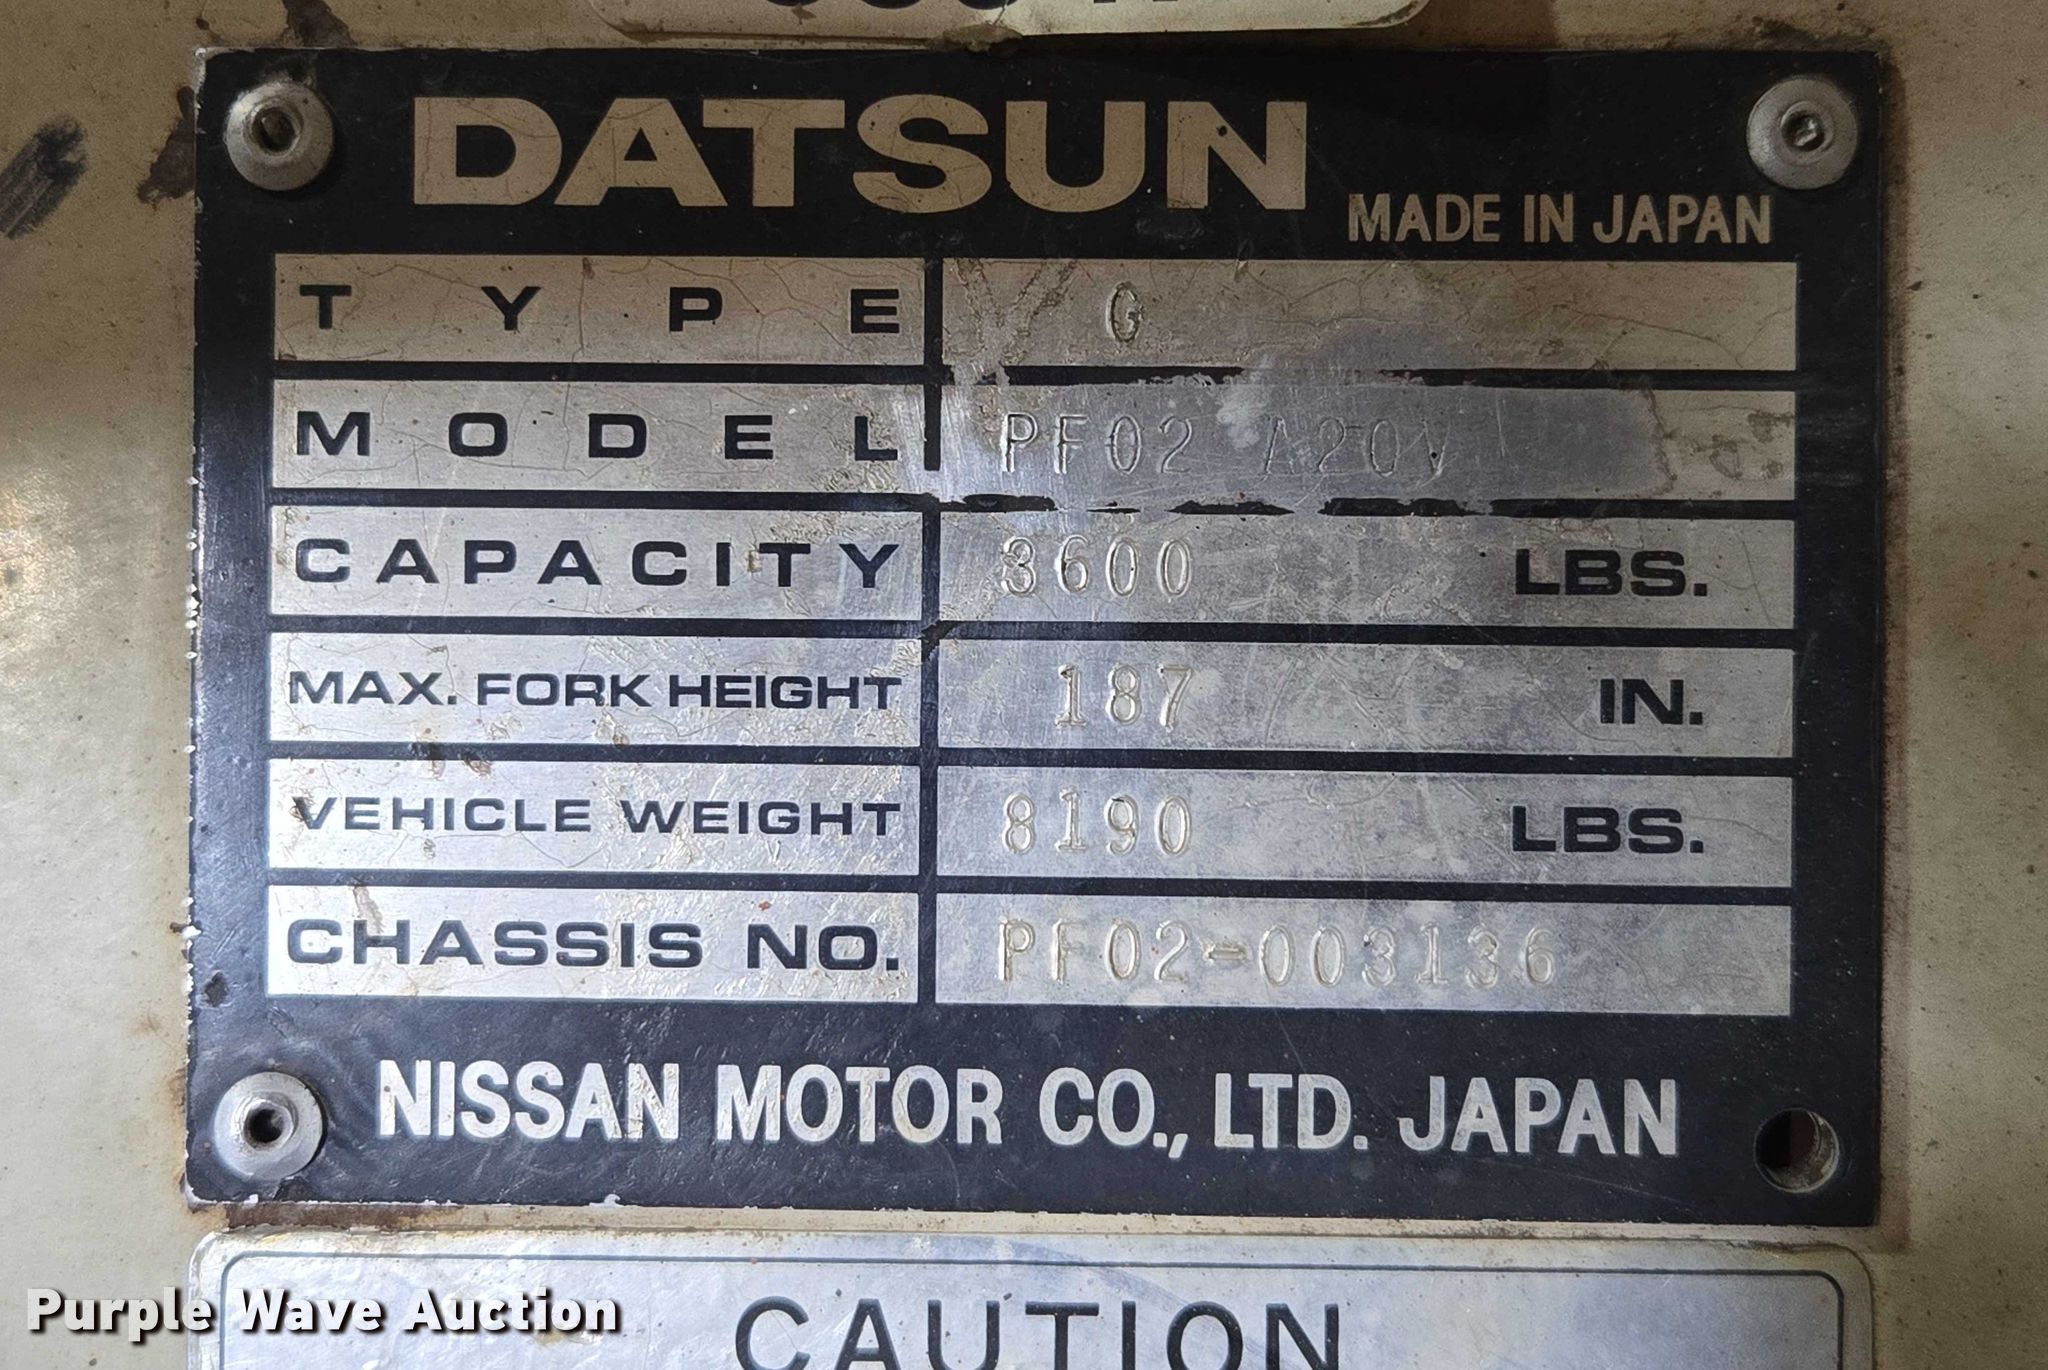 DATSUN
MADE IN JAPAN
TYPE G
MODEL PF02 A20V
CAPACITY 3600 LBS.
MAX. FORK HEIGHT 187 IN.
VEHICLE WEIGHT 8190 LBS.
CHASSIS NO. PF02-003136
NISSAN MOTOR CO., LTD. JAPAN
CAUTION
Purple Wave Auction